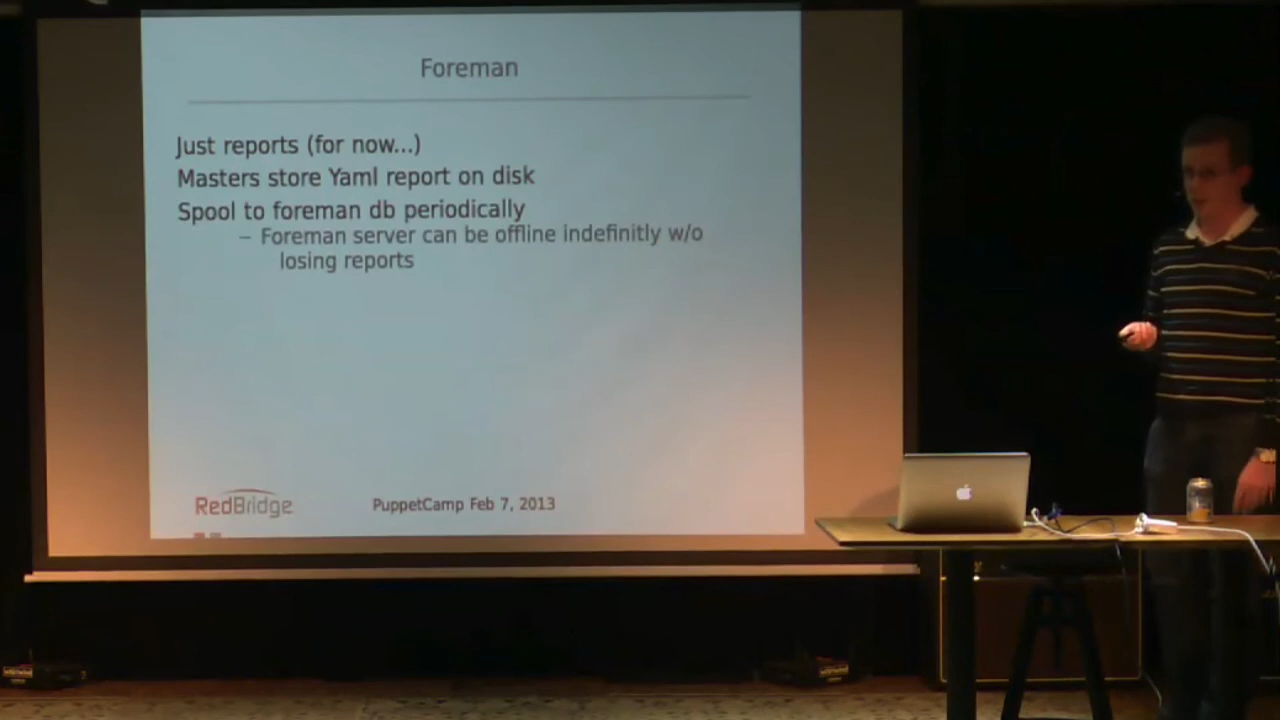 Foreman
Just reports (for now...)
Masters store Yaml report on disk
Spool to foreman db periodically
– Foreman server can be offline indefinitly w/o
losing reports
RedBridge
PuppetCamp Feb 7, 2013